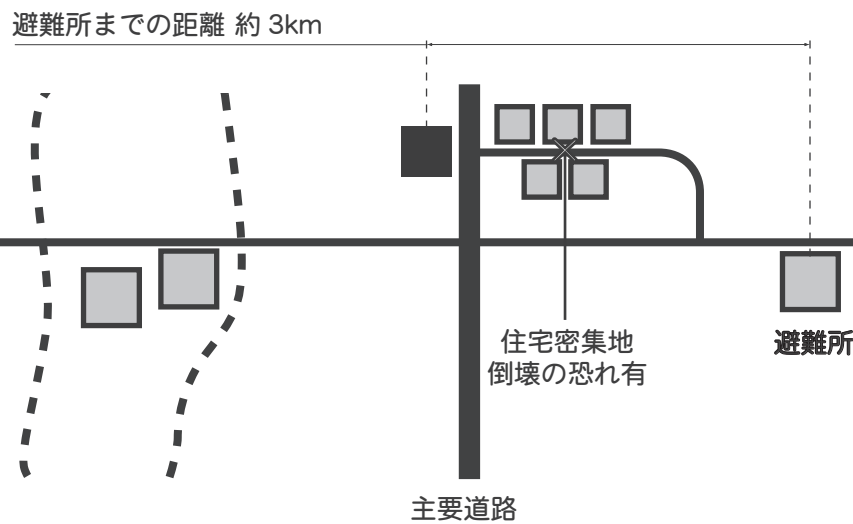 避難所までの距離 約 3km
住宅密集地
倒壊の恐れ有
避難所
主要道路